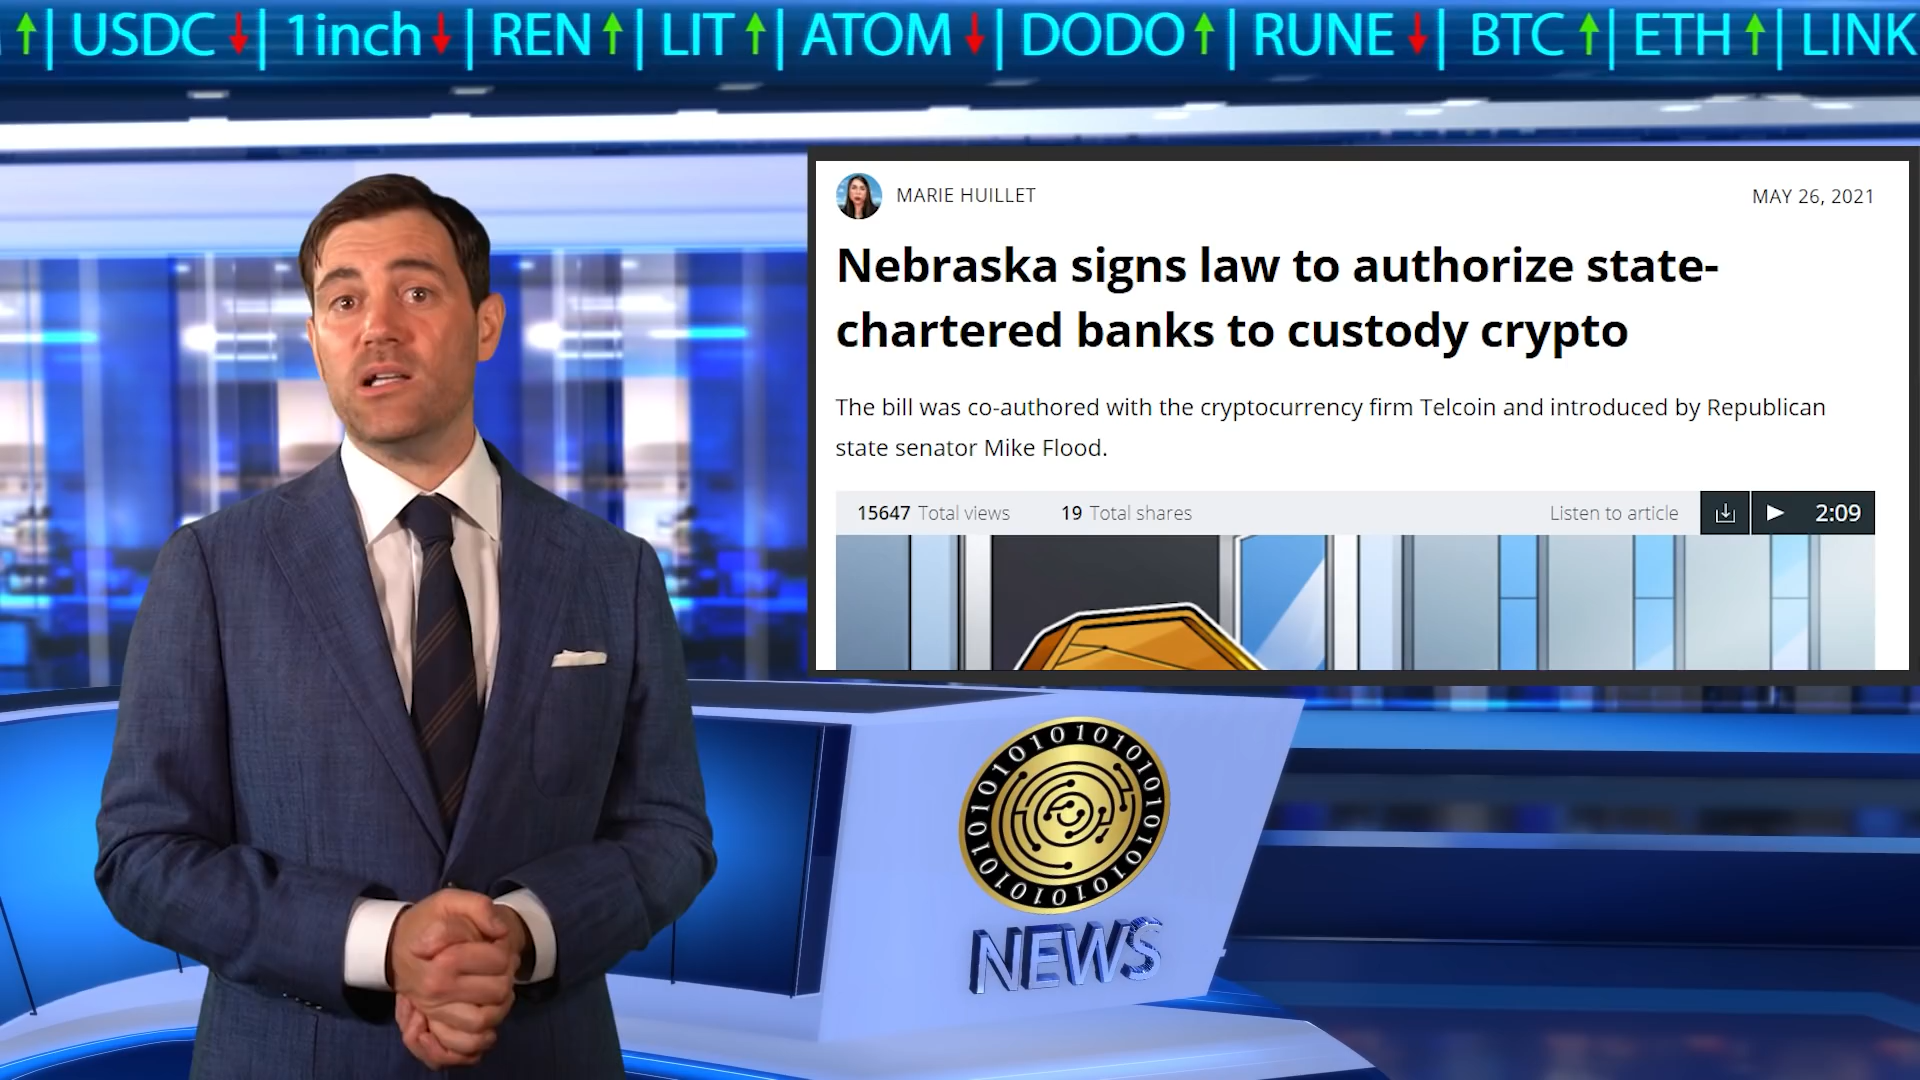 USDC | 1inch | REN | LIT | ATOM | DODO | RUNE | BTC | ETH | LINK
MARIE HUILLET
MAY 26, 2021
Nebraska signs law to authorize state-
chartered banks to custody crypto
The bill was co-authored with the cryptocurrency firm Telcoin and introduced by Republican
state senator Mike Flood.
15647 Total views
19 Total shares
Listen to article
2:09
10101010101010101010101010
NEWS